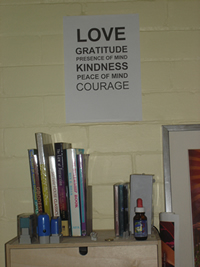 LOVE
GRATITUDE
PRESENCE OF MIND
KINDNESS
PEACE OF MIND
COURAGE